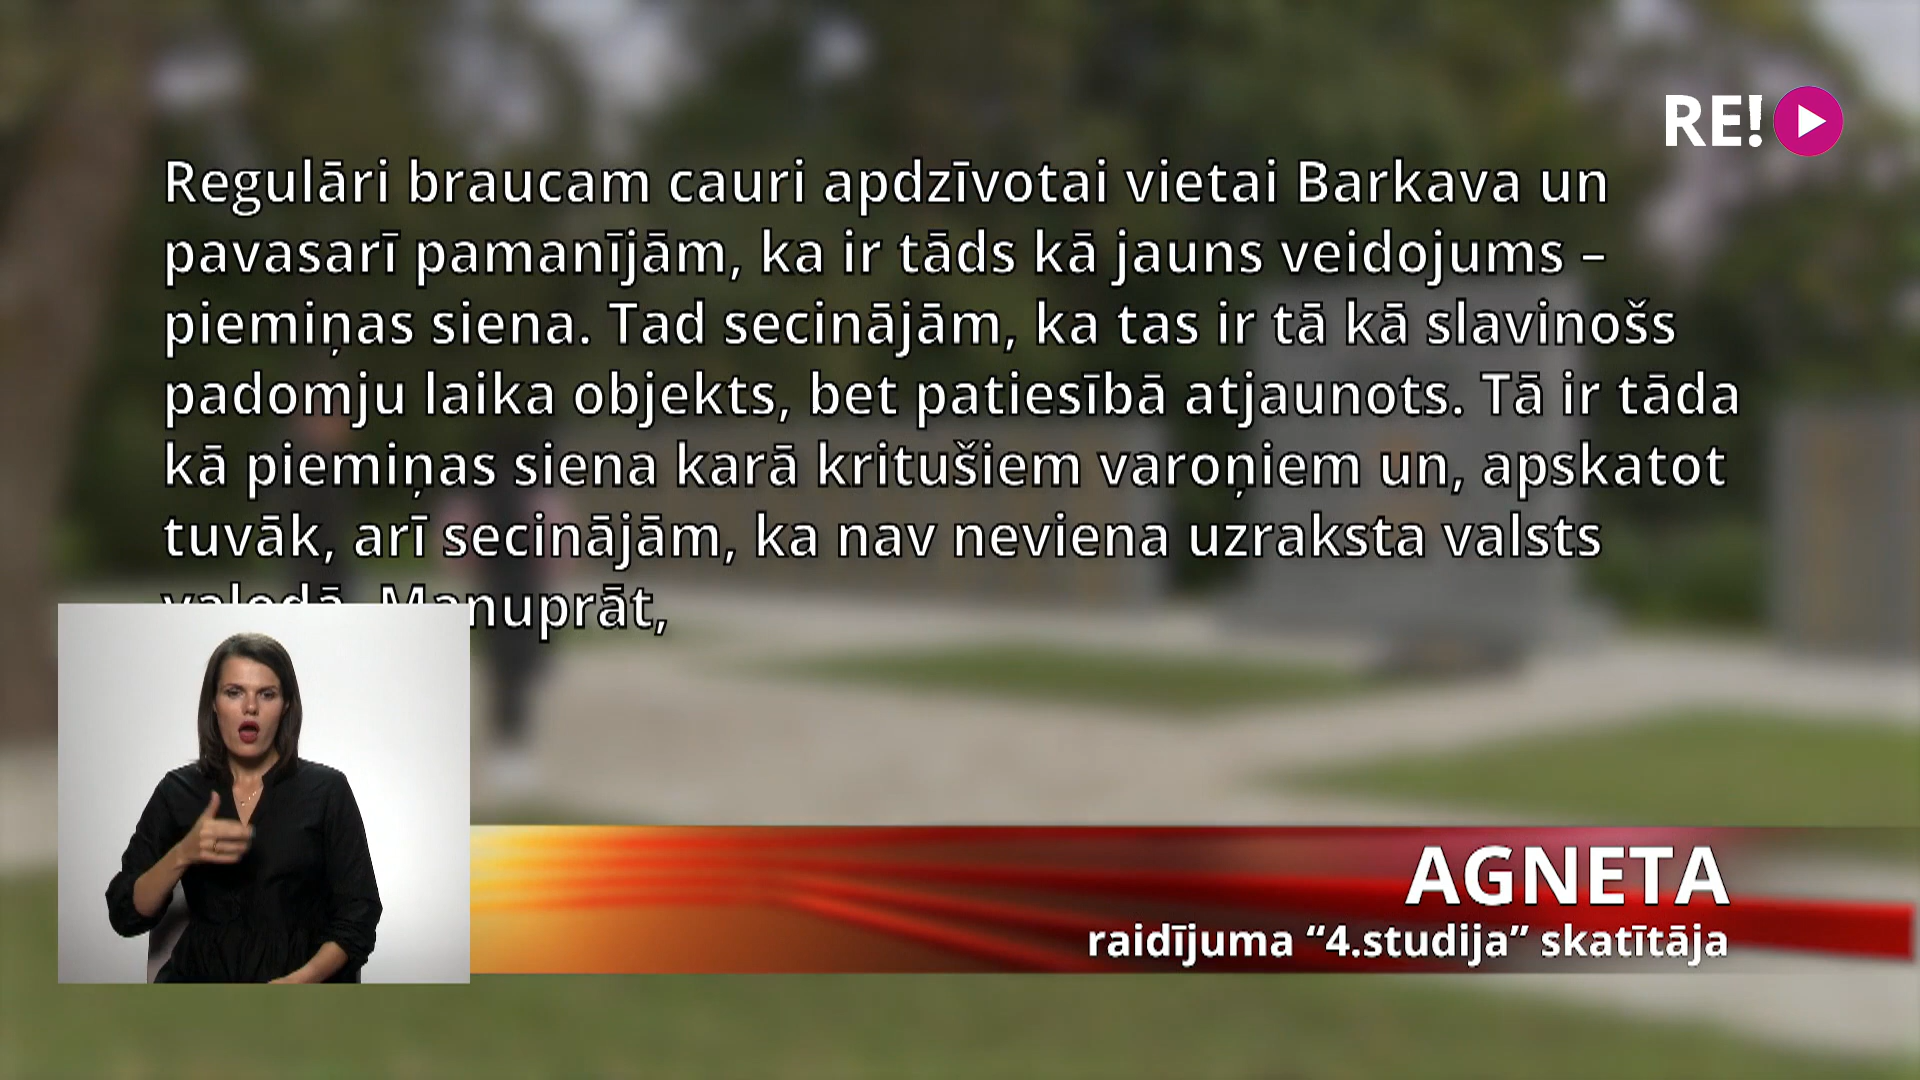 RE!
Regulāri braucam cauri apdzīvotai vietai Barkava un
pavasarī pamanījām, ka ir tāds kā jauns veidojums –
piemiņas siena. Tad secinājām, ka tas ir tā kā slavinošs
padomju laika objekts, bet patiesībā atjaunots. Tā ir tāda
kā piemiņas siena karā kritušiem varoņiem un, apskatot
tuvāk, arī secinājām, ka nav neviena uzraksta valsts
valodā. Manuprāt,
AGNETA
raidījuma “4.studija” skatītāja